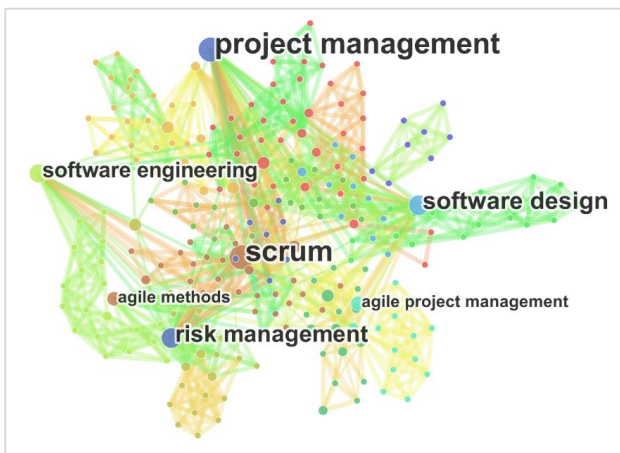 project management
software engineering
software design
scrum
agile methods
agile project management
risk management